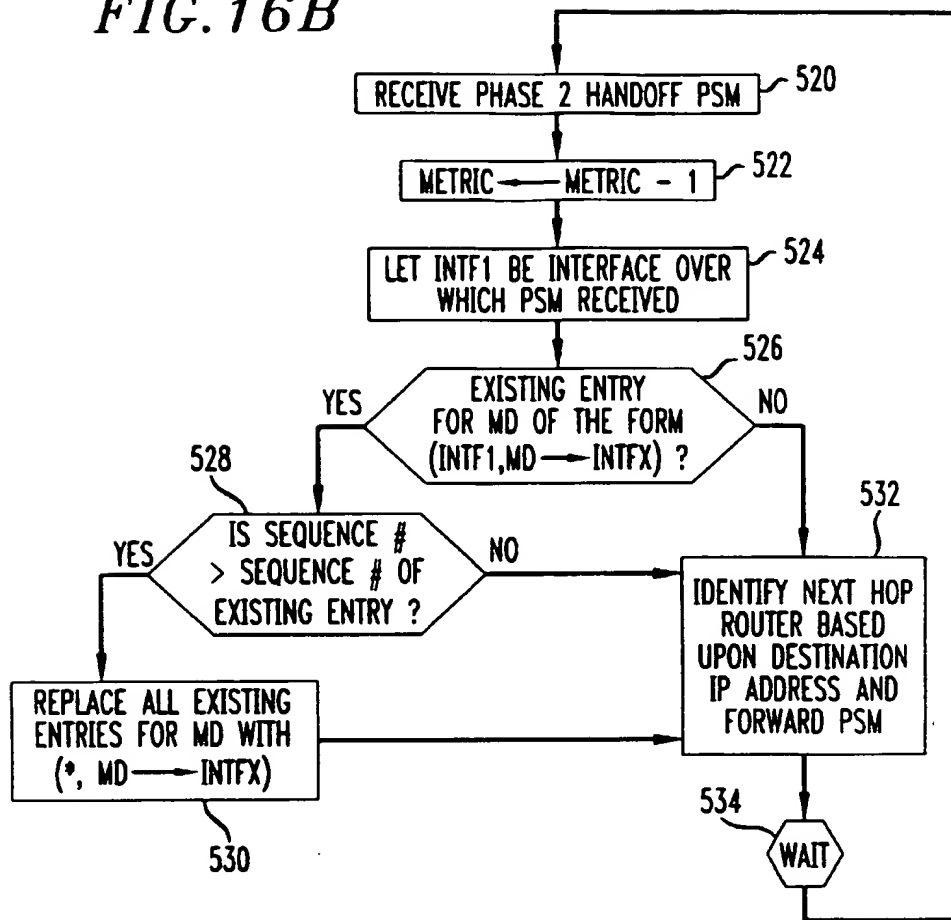 FIG. 16B
RECEIVE PHASE 2 HANDOFF PSM
520
METRIC ← METRIC - 1
522
LET INTF1 BE INTERFACE OVER
WHICH PSM RECEIVED
524
EXISTING ENTRY
FOR MD OF THE FORM
(INTF1,MD → INTFX) ?
526
YES
NO
528
IS SEQUENCE #
> SEQUENCE # OF
EXISTING ENTRY ?
YES
NO
532
IDENTIFY NEXT HOP
ROUTER BASED
UPON DESTINATION
IP ADDRESS AND
FORWARD PSM
REPLACE ALL EXISTING
ENTRIES FOR MD WITH
(*, MD → INTFX)
530
534
WAIT